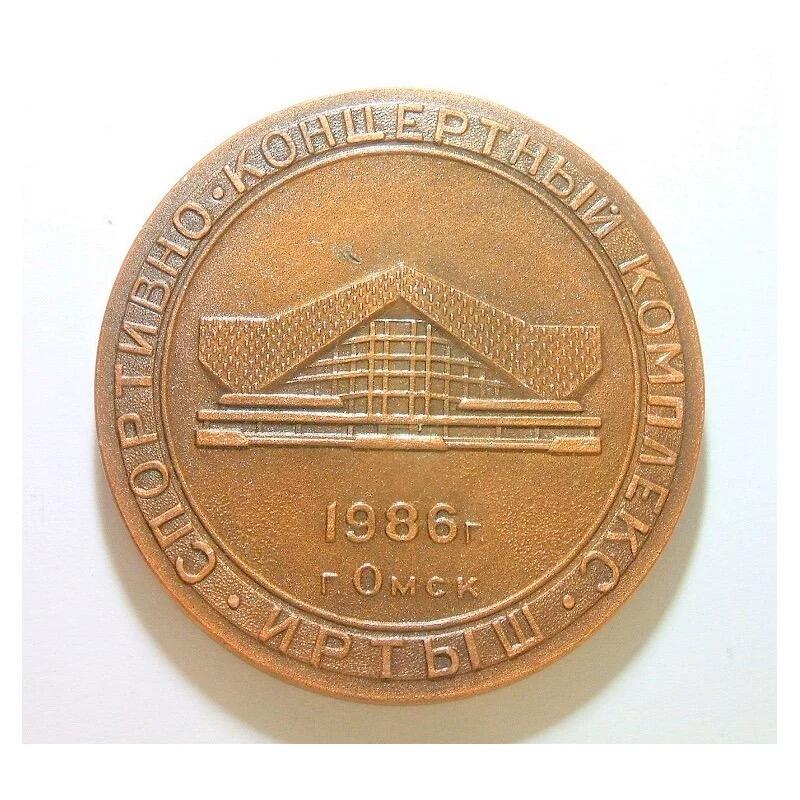 СПОРТИВНО·КОНЦЕРТНЫЙ КОМПЛЕКС
· ИРТЫШ ·
1986г.
г. Омск